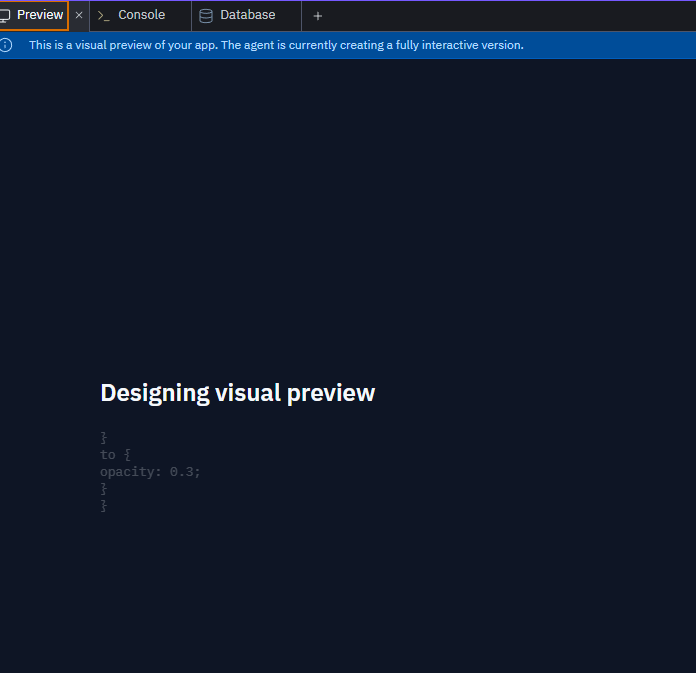 Preview
Console
Database
This is a visual preview of your app. The agent is currently creating a fully interactive version.
Designing visual preview
}
to {
opacity: 0.3;
}
}